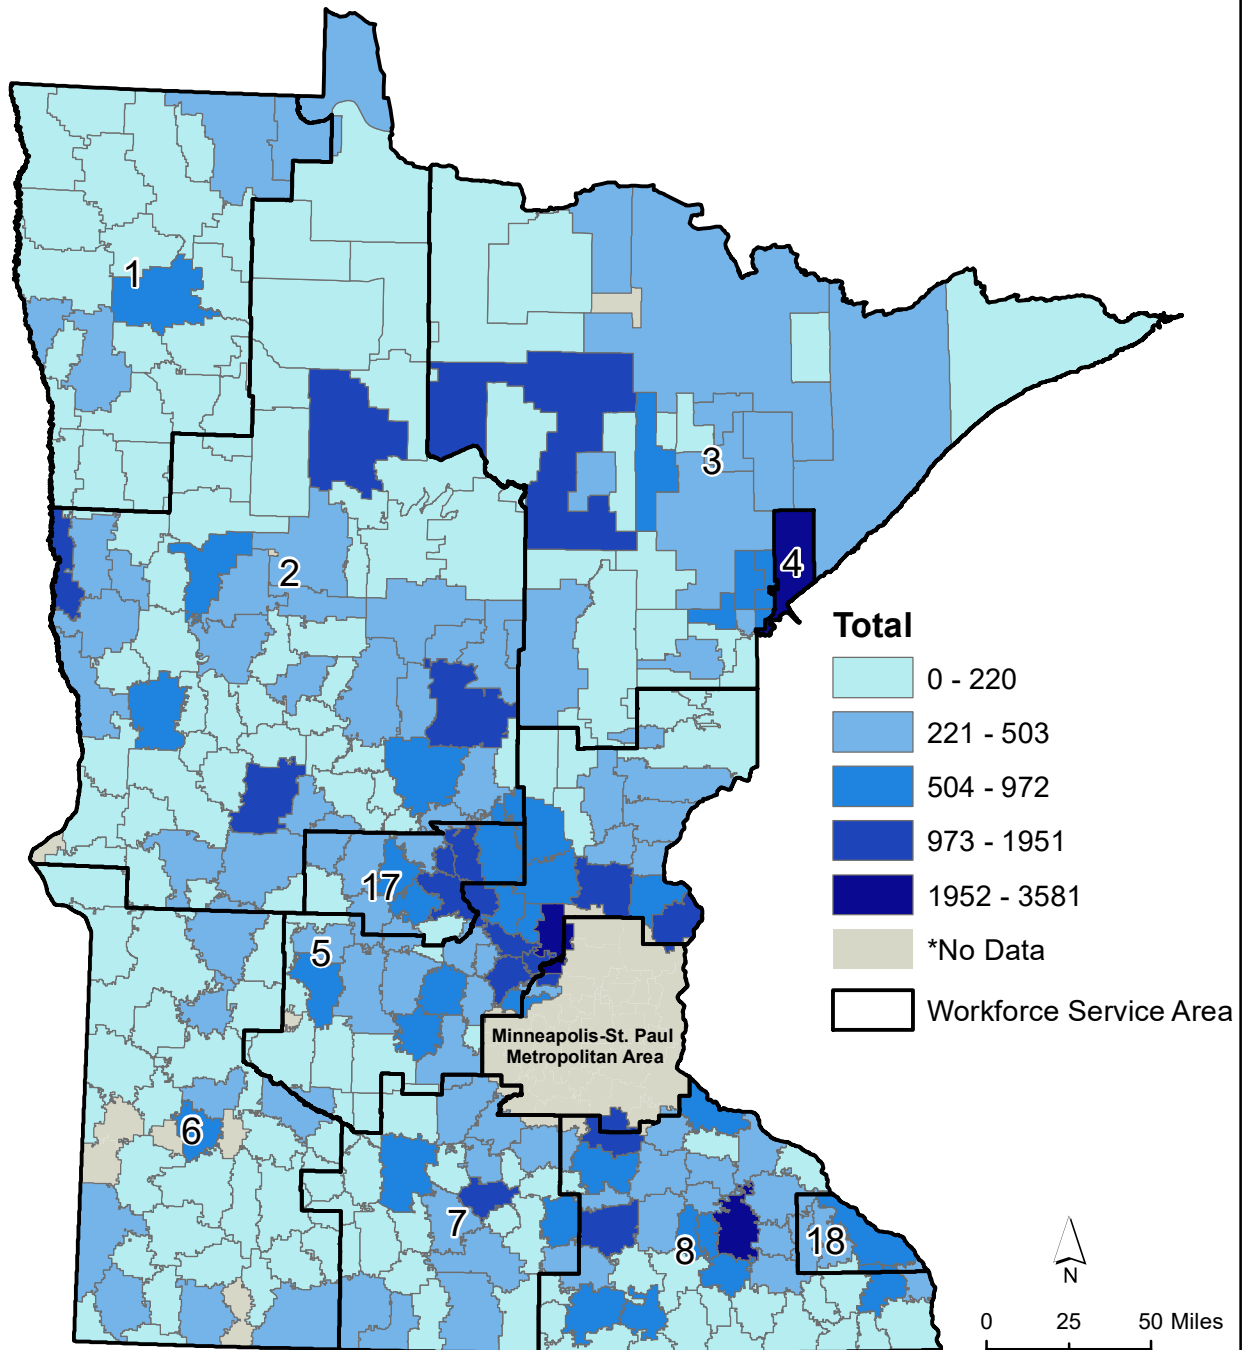 1
3
2
4
Total
0 - 220
221 - 503
504 - 972
973 - 1951
1952 - 3581
*No Data
Workforce Service Area
17
5
Minneapolis-St. Paul
Metropolitan Area
6
7
8
18
N
0 25 50 Miles